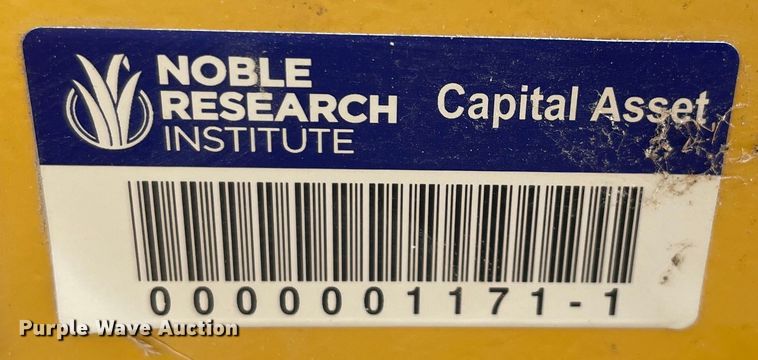 NOBLE
RESEARCH
INSTITUTE
Capital Asset
0000001171-1
Purple Wave Auction